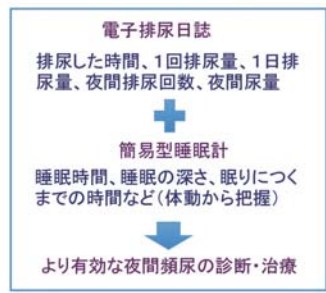 電子排尿日誌
排尿した時間、1回排尿量、1日排
尿量、夜間排尿回数、夜間尿量
簡易型睡眠計
睡眠時間、睡眠の深さ、眠りにつく
までの時間など(体動から把握)
より有効な夜間頻尿の診断・治療